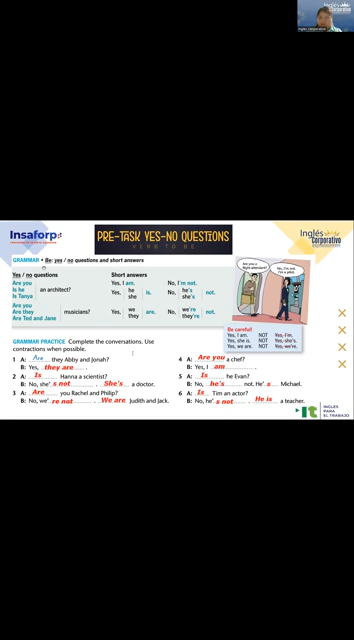 Inglés Corporativo
Inglés Corporativo
Insaforp
PRE-TASK YES-NO QUESTIONS
VERB TO BE
Inglés
Corporativo
GRAMMAR • Be: yes / no questions and short answers
Yes / no questions
Short answers
Are you
Is he an architect?
Is Tanya
Yes, I am. No, I'm not.
Yes, he she is. No, he's she's not.
Are you
Are they musicians?
Are Ted and Jane
Yes, we they are. No, we're they're not.
Are you a flight attendant?
No, I'm not. I'm a pilot.
Be careful!
Yes, I am. NOT Yes, I'm.
Yes, she is. NOT Yes, she's.
Yes, we are. NOT Yes, we're.
GRAMMAR PRACTICE Complete the conversations. Use
contractions when possible.
1 A: Are they Abby and Jonah?
B: Yes, they are.
2 A: Is Hanna a scientist?
B: No, she's not. She's a doctor.
3 A: Are you Rachel and Philip?
B: No, we're not. We are Judith and Jack.
4 A: Are you a chef?
B: Yes, I am.
5 A: Is he Evan?
B: No, he's not. He's Michael.
6 A: Is Tim an actor?
B: No, he's not. He is a teacher.
INGLÉS
PARA
EL TRABAJO